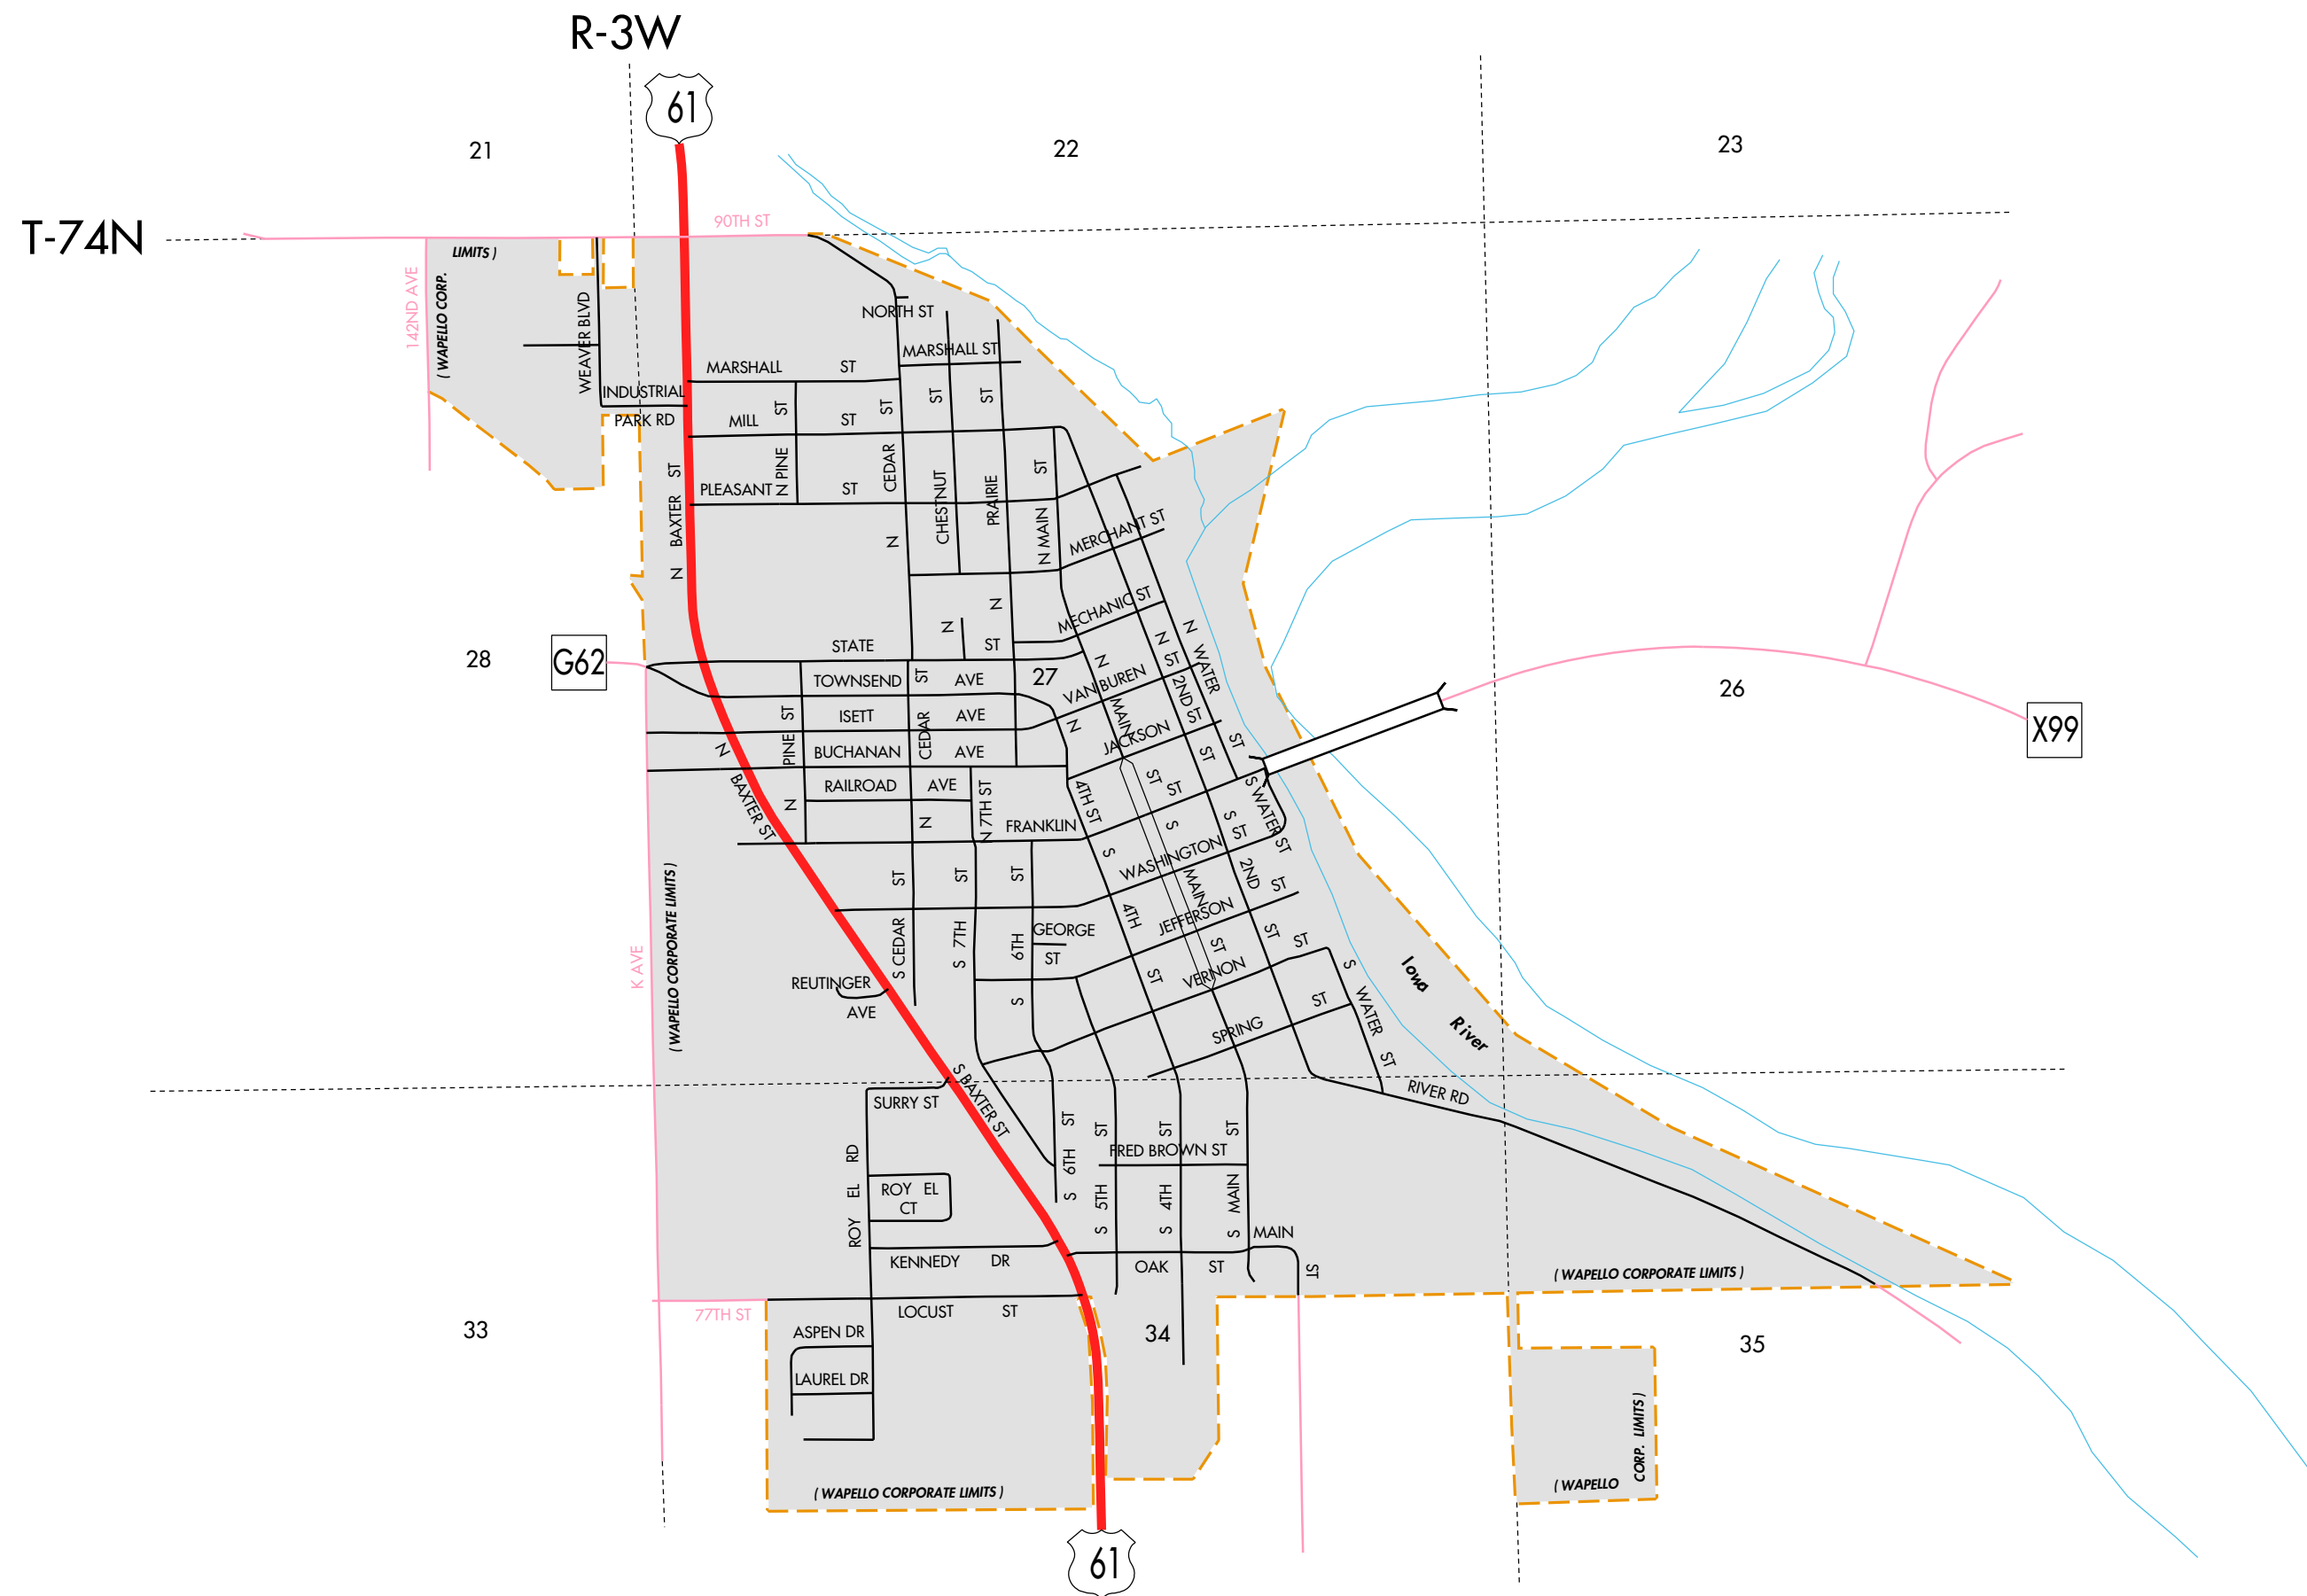 R-3W
61
21
22
23
T-74N
90TH ST
LIMITS )
( WAPELLO CORP.
142ND AVE
WEAVER BLVD
NORTH ST
MARSHALL ST
MARSHALL ST
INDUSTRIAL
PARK RD
MILL ST
PLEASANT ST
N PINE ST
N CEDAR ST
CHESTNUT ST
N
PRAIRIE ST
N
N MAIN ST
N BAXTER ST
MERCHANT ST
MECHANIC ST
STATE ST
28
G62
27
26
X99
TOWNSEND AVE
VAN BUREN ST
ISETT AVE
BUCHANAN AVE
JACKSON ST
RAILROAD AVE
N PINE ST
N CEDAR ST
N 7TH ST
N 4TH ST
N MAIN ST
N 2ND ST
N WATER ST
N BAXTER ST
FRANKLIN ST
WASHINGTON ST
S WATER ST
S MAIN ST
S 2ND ST
S 4TH ST
JEFFERSON ST
S CEDAR ST
S 7TH ST
S 6TH ST
GEORGE
ST
REUTINGER
AVE
VERNON ST
SPRING ST
S WATER ST
Iowa
River
K AVE
( WAPELLO CORPORATE LIMITS )
S BAXTER ST
SURRY ST
RIVER RD
FRED BROWN ST
S 6TH ST
S 5TH ST
S 4TH ST
S MAIN ST
ROY EL RD
ROY EL
CT
MAIN ST
KENNEDY DR
OAK ST
( WAPELLO CORPORATE LIMITS )
77TH ST
LOCUST ST
33
34
35
ASPEN DR
LAUREL DR
( WAPELLO CORPORATE LIMITS )
( WAPELLO
CORP. LIMITS )
61